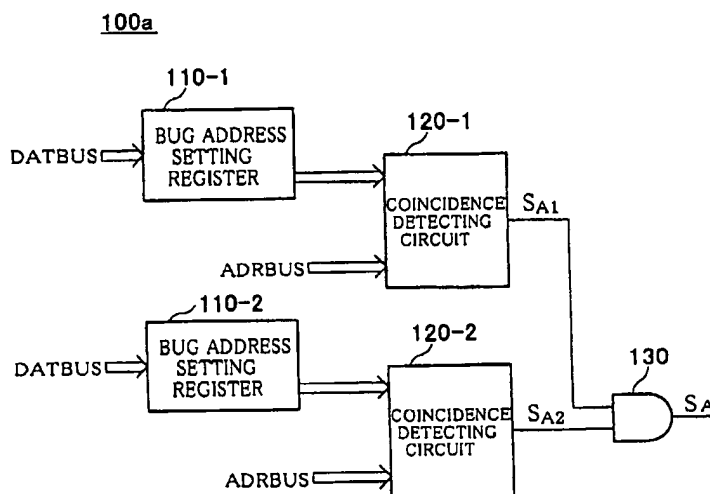 100a
110-1
DATBUS
BUG ADDRESS
SETTING
REGISTER
120-1
COINCIDENCE
DETECTING
CIRCUIT
SA1
ADRBUS
110-2
DATBUS
BUG ADDRESS
SETTING
REGISTER
120-2
COINCIDENCE
DETECTING
CIRCUIT
SA2
ADRBUS
130
SA